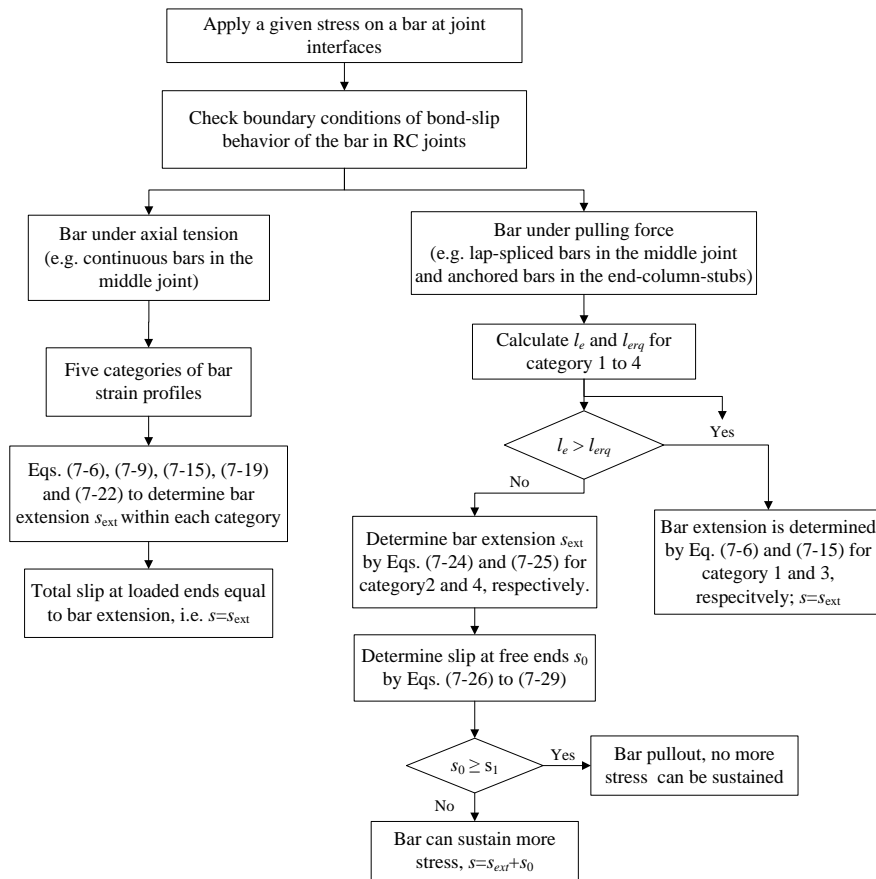 Apply a given stress on a bar at joint
interfaces
Check boundary conditions of bond-slip
behavior of the bar in RC joints
Bar under axial tension
(e.g. continuous bars in the
middle joint)
Five categories of bar
strain profiles
Eqs. (7-6), (7-9), (7-15), (7-19)
and (7-22) to determine bar
extension sext within each category
Total slip at loaded ends equal
to bar extension, i.e. s=sext
Bar under pulling force
(e.g. lap-spliced bars in the middle joint
and anchored bars in the end-column-stubs)
Calculate le and lerq for
category 1 to 4
le > lerq
Yes
No
Bar extension is determined
by Eq. (7-6) and (7-15) for
category 1 and 3,
respecitvely; s=sext
Determine bar extension sext
by Eqs. (7-24) and (7-25) for
category2 and 4, respectively.
Determine slip at free ends s0
by Eqs. (7-26) to (7-29)
s0 ≥ s1
Yes
Bar pullout, no more
stress can be sustained
No
Bar can sustain more
stress, s=sext+s0